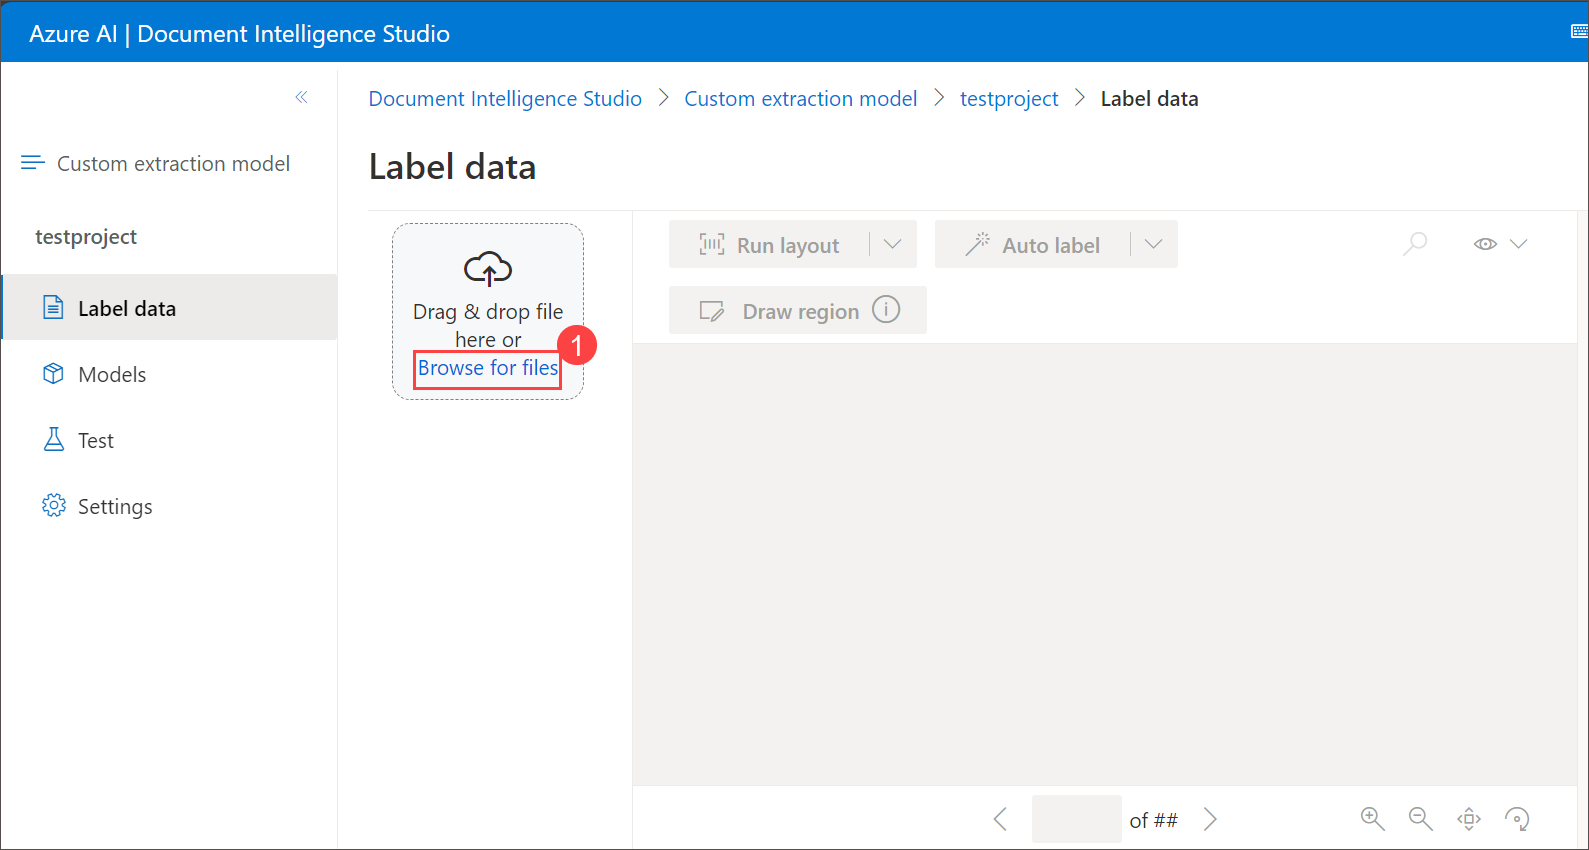 Azure AI | Document Intelligence Studio
Document Intelligence Studio > Custom extraction model > testproject > Label data
Custom extraction model
Label data
testproject
Label data
Models
Test
Settings
Drag & drop file
here or
Browse for files
1
Run layout
Auto label
Draw region
of ##